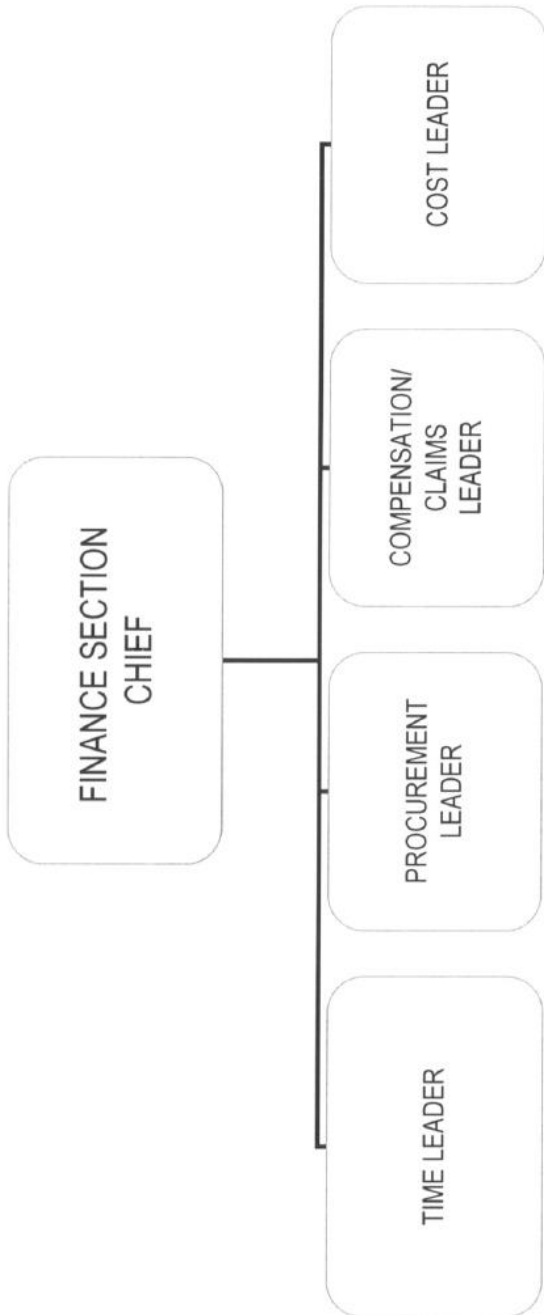 FINANCE SECTION
CHIEF
TIME LEADER
PROCUREMENT
LEADER
COMPENSATION/
CLAIMS
LEADER
COST LEADER